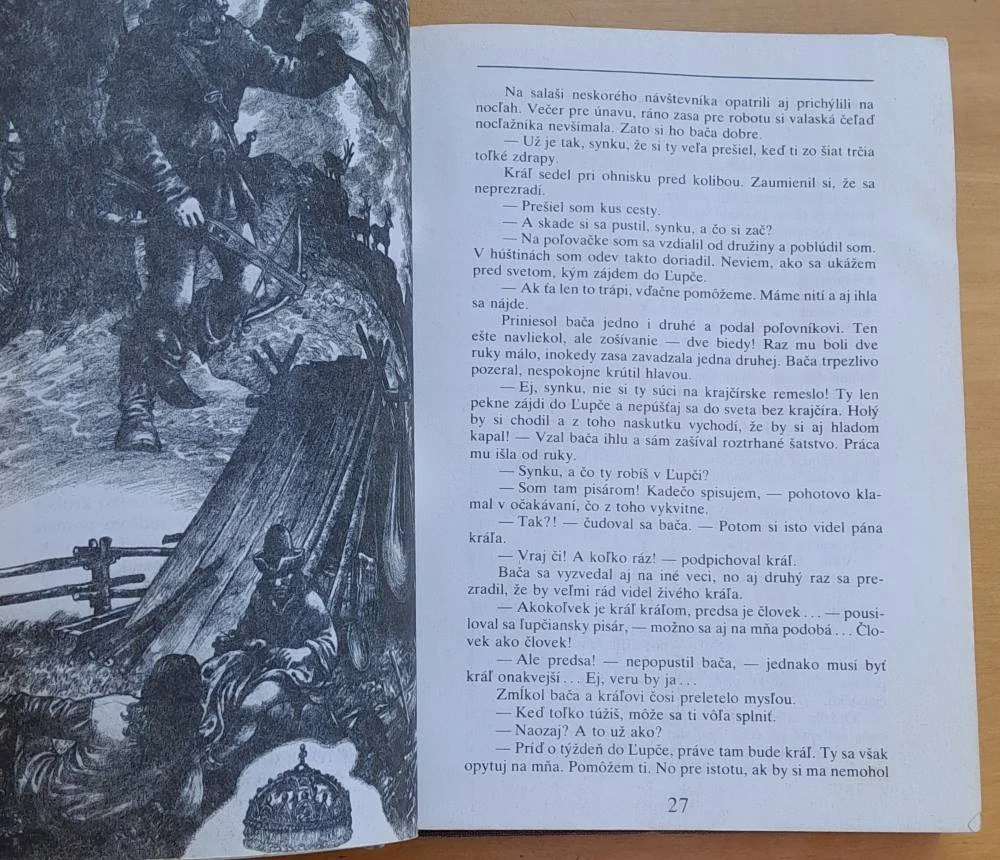 Na salaši neskorého návštevníka opatrili aj prichýlili na
nocľah. Večer pre únavu, ráno zasa pre robotu si valaská čeľaď
nocľažníka nevšímala. Zato si ho bača dobre.
— Už je tak, synku, že si ty veľa prešiel, keď ti zo šiat trčia
toľké zdrapy.
Kráľ sedel pri ohnisku pred kolibou. Zaumienil si, že sa
neprezradí.
— Prešiel som kus cesty.
— A skade si sa pustil, synku, a čo si zač?
— Na poľovačke som sa vzdialil od družiny a poblúdil som.
V húštinách som odev takto doriadil. Neviem, ako sa ukážem
pred svetom, kým zájdem do Ľupče.
— Ak ťa len to trápi, vďačne pomôžeme. Máme nití a aj ihla
sa nájde.
Priniesol bača jedno i druhé a podal poľovníkovi. Ten
ešte navliekol, ale zošívanie — dve biedy! Raz mu boli dve
ruky málo, inokedy zasa zavadzala jedna druhej. Bača trpezlivo
pozeral, nespokojne krútil hlavou.
— Ej, synku, nie si ty súci na krajčírske remeslo! Ty len
pekne zájdi do Ľupče a nepúšťaj sa do sveta bez krajčíra. Holý
by si chodil a z toho naskutku vychodí, že by si aj hladom
kapal! — Vzal bača ihlu a sám zašíval roztrhané šatstvo. Práca
mu išla od ruky.
— Synku, a čo ty robíš v Ľupči?
— Som tam pisárom! Kadečo spisujem, — pohotovo kla-
mal v očakávaní, čo z toho vykvitne.
— Tak?! — čudoval sa bača. — Potom si isto videl pána
kráľa.
— Vraj či! A koľko ráz! — podpichoval kráľ.
Bača sa vyzvedal aj na iné veci, no aj druhý raz sa pre-
zradil, že by veľmi rád videl živého kráľa.
— Akokoľvek je kráľ kráľom, predsa je človek... — pousi-
loval sa ľupčiansky pisár, — možno sa aj na mňa podobá... Člo-
vek ako človek!
— Ale predsa! — nepopustil bača, — jednako musí byť
kráľ onakvejší... Ej, veru by ja...
Zmĺkol bača a kráľovi čosi preletelo mysľou.
— Keď toľko túžiš, môže sa ti vôľa splniť.
— Naozaj? A to už ako?
— Príď o týždeň do Ľupče, práve tam bude kráľ. Ty sa však
opytuj na mňa. Pomôžem ti. No pre istotu, ak by si ma nemohol
27